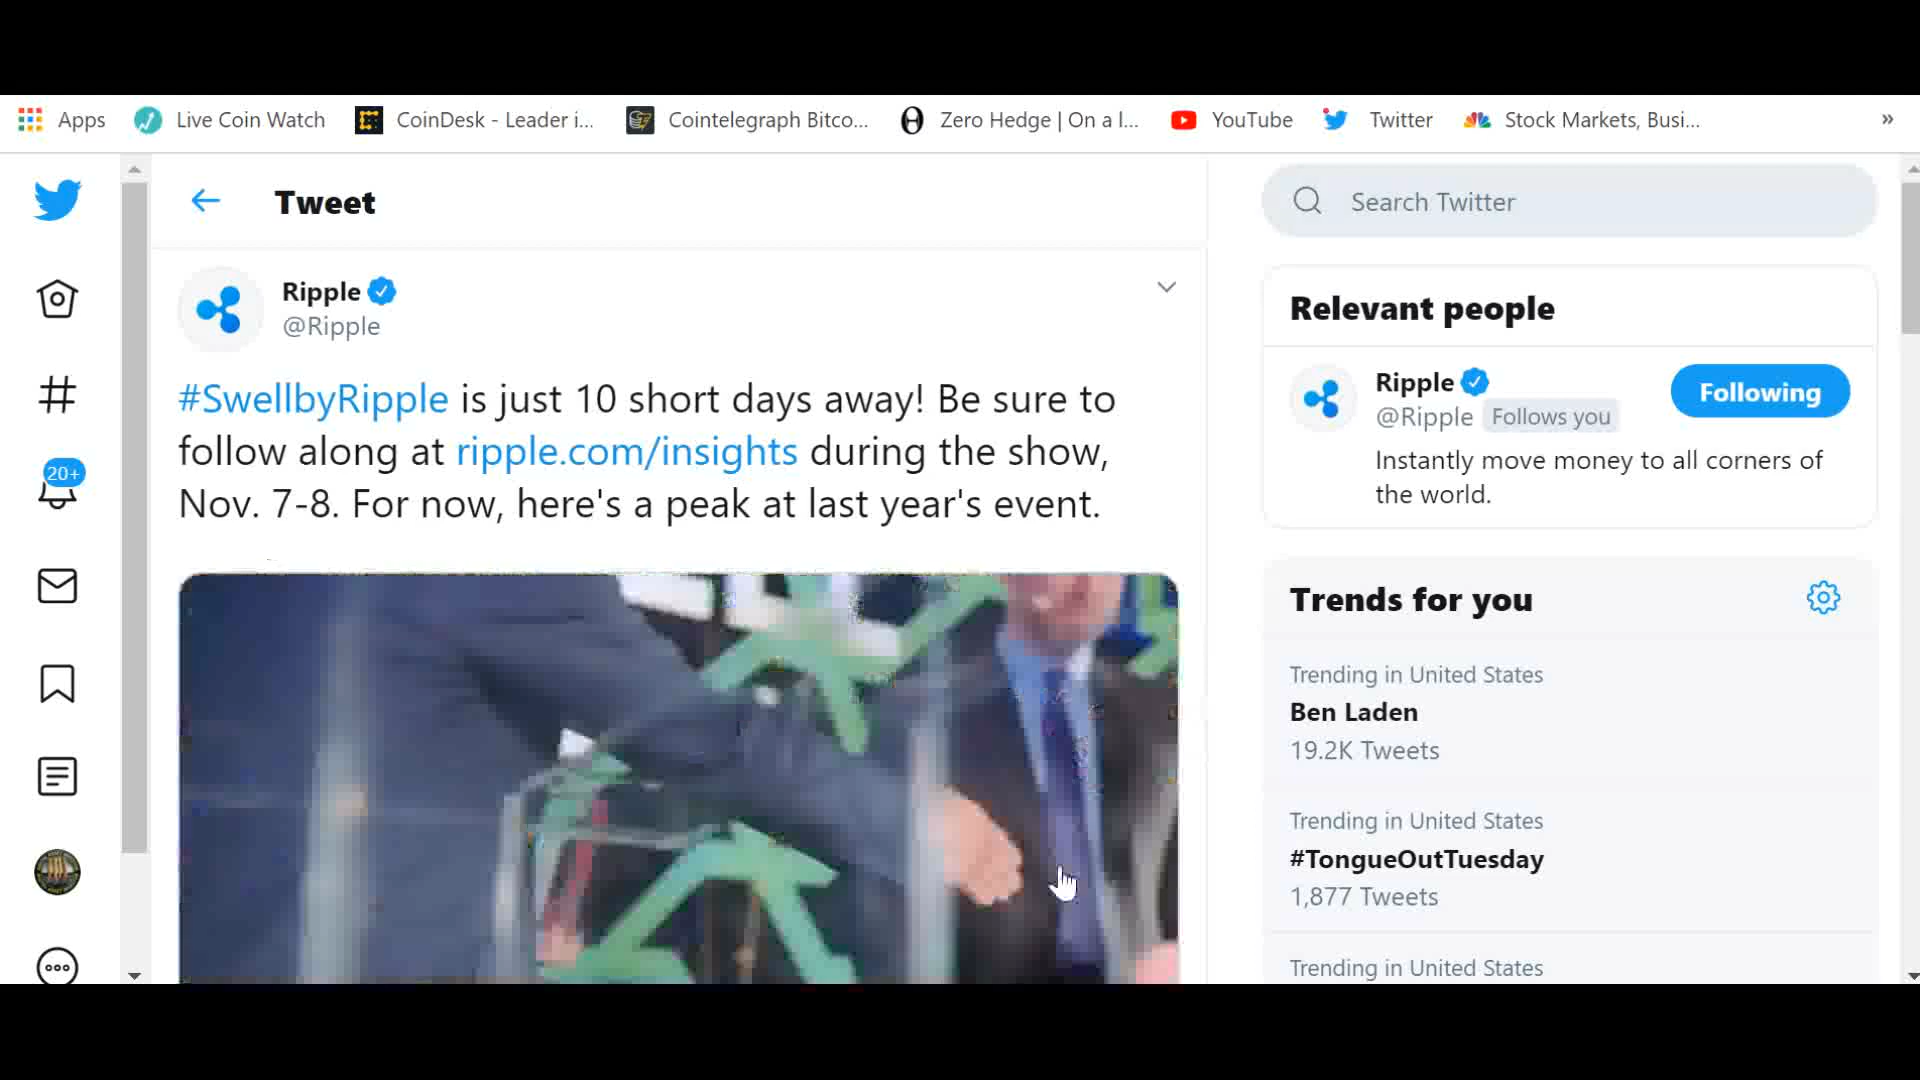 Apps
Live Coin Watch
CoinDesk - Leader i...
Cointelegraph Bitco...
Zero Hedge | On a l...
YouTube
Twitter
Stock Markets, Busi...
»
Tweet
Search Twitter
Ripple
@Ripple
#SwellbyRipple is just 10 short days away! Be sure to
follow along at ripple.com/insights during the show,
Nov. 7-8. For now, here's a peak at last year's event.
20+
Relevant people
Ripple
@Ripple Follows you
Following
Instantly move money to all corners of
the world.
Trends for you
Trending in United States
Ben Laden
19.2K Tweets
Trending in United States
#TongueOutTuesday
1,877 Tweets
Trending in United States